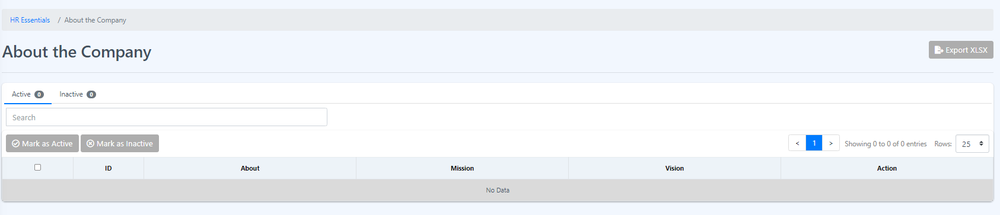 HR Essentials / About the Company
About the Company
Export XLSX
Active 0 Inactive 0
Search
Mark as Active Mark as Inactive < 1 > Showing 0 to 0 of 0 entries Rows: 25
ID About Mission Vision Action
No Data